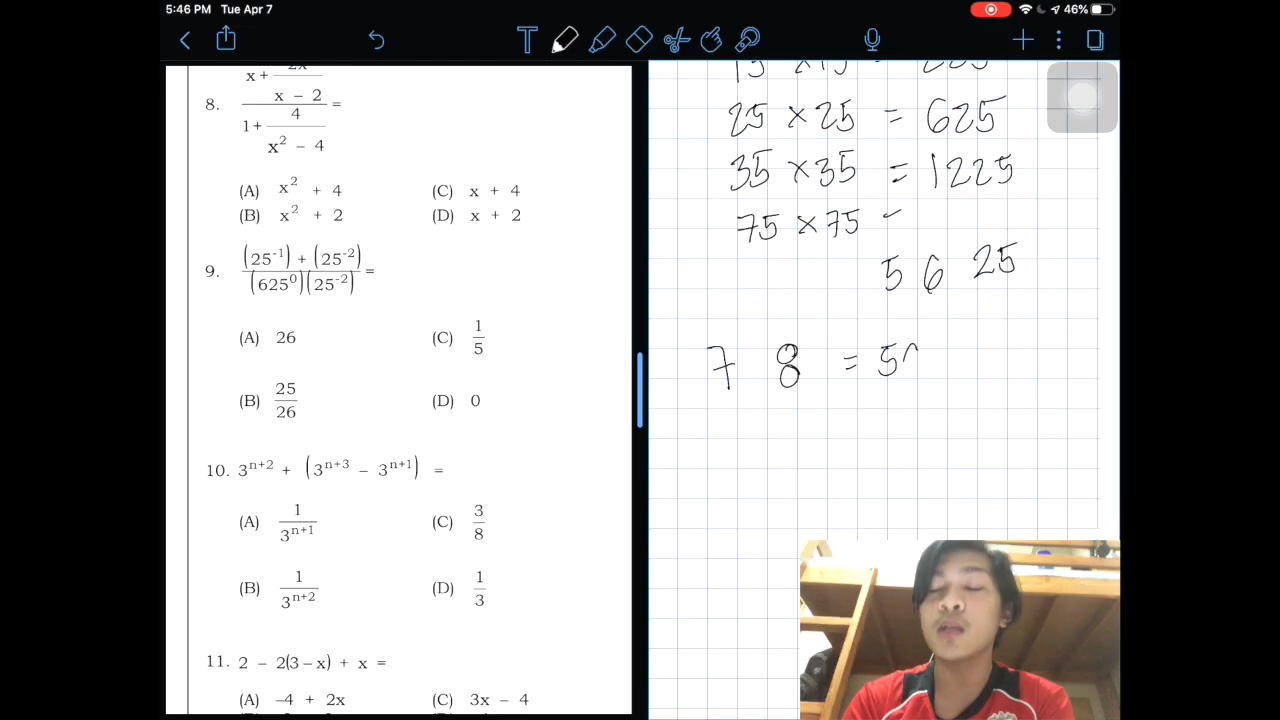 5:46 PM Tue Apr 7
46%
T
8. x + 2x / x − 2
1+ 4 / x² − 4 =
(A) x² + 4 (C) x + 4
(B) x² + 2 (D) x + 2
9. (25⁻¹) + (25⁻²) / (625⁰)(25⁻²) =
(A) 26 (C) 1/5
(B) 25/26 (D) 0
10. 3ⁿ⁺² + (3ⁿ⁺³ − 3ⁿ⁺¹) =
(A) 1/3ⁿ⁺¹ (C) 3/8
(B) 1/3ⁿ⁺² (D) 1/3
11. 2 − 2(3 − x) + x =
(A) −4 + 2x (C) 3x − 4
25 × 25 = 625
35 × 35 = 1225
75 × 75 =
5 6 25
7 8 = 5